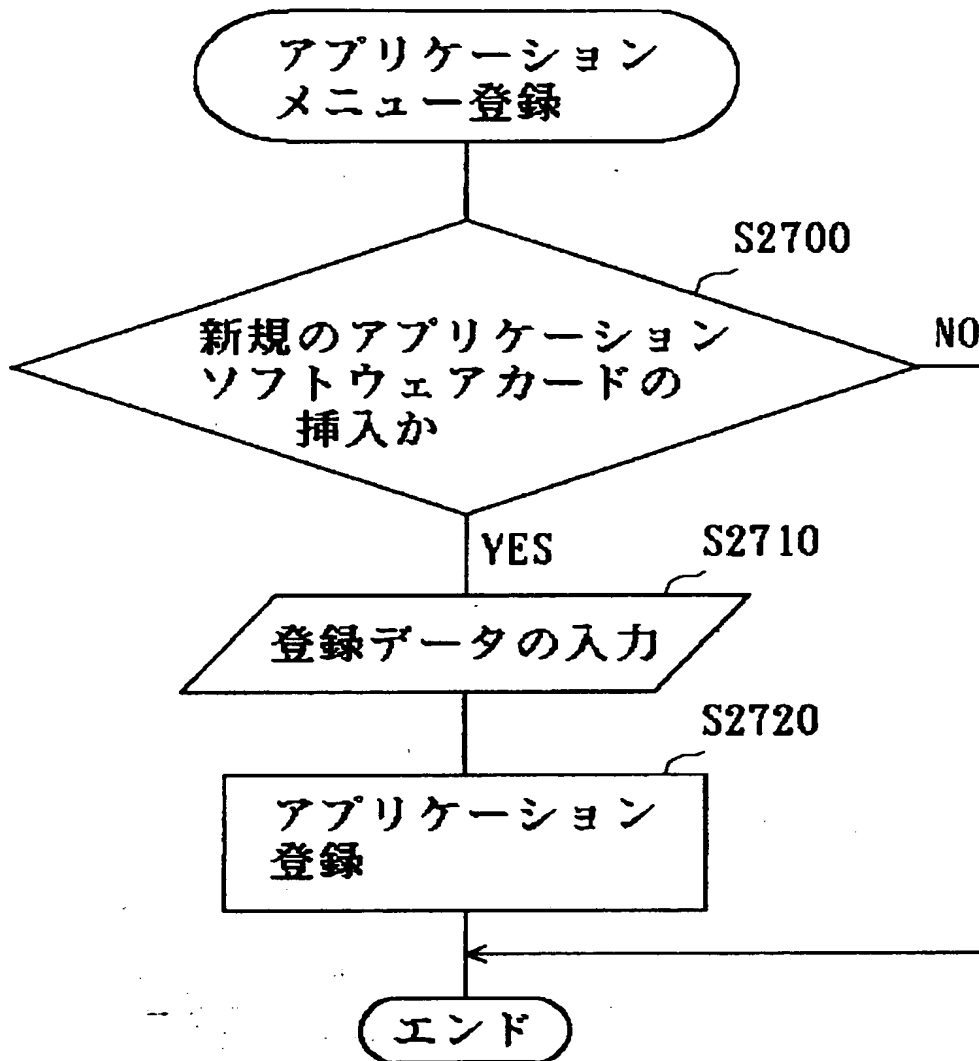 アプリケーション
メニュー登録
S2700
新規のアプリケーション
ソフトウェアカードの
挿入か
NO
YES
S2710
登録データの入力
S2720
アプリケーション
登録
エンド